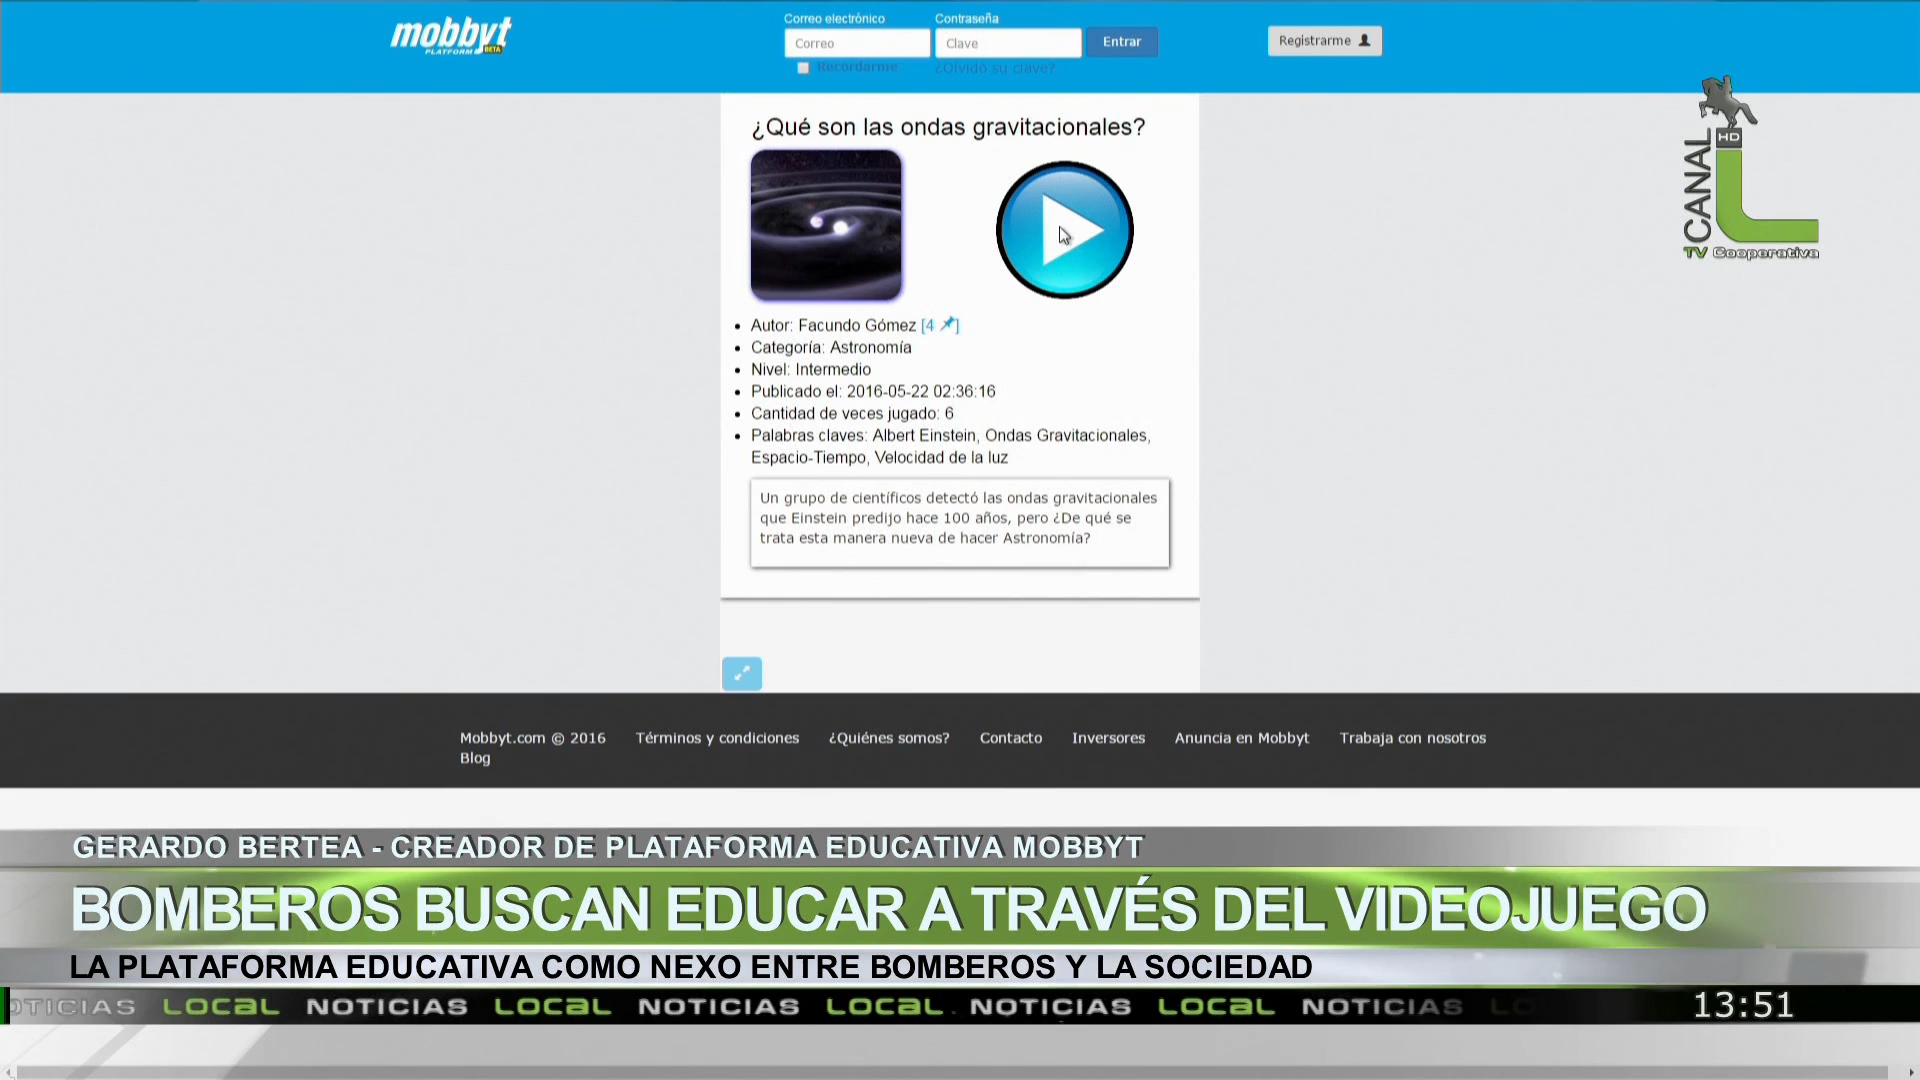 mobbyt
PLATFORM BETA
Correo electrónico
Contraseña
Correo
Clave
Entrar
Registrarme
Recordarme
¿Olvidó su clave?
CANAL
HD
L
TV Cooperativa
¿Qué son las ondas gravitacionales?
Autor: Facundo Gómez [4 ]
Categoría: Astronomía
Nivel: Intermedio
Publicado el: 2016-05-22 02:36:16
Cantidad de veces jugado: 6
Palabras claves: Albert Einstein, Ondas Gravitacionales,
Espacio-Tiempo, Velocidad de la luz
Un grupo de científicos detectó las ondas gravitacionales
que Einstein predijo hace 100 años, pero ¿De qué se
trata esta manera nueva de hacer Astronomía?
Mobbyt.com © 2016 Términos y condiciones ¿Quiénes somos? Contacto Inversores Anuncia en Mobbyt Trabaja con nosotros
Blog
GERARDO BERTEA - CREADOR DE PLATAFORMA EDUCATIVA MOBBYT
BOMBEROS BUSCAN EDUCAR A TRAVÉS DEL VIDEOJUEGO
LA PLATAFORMA EDUCATIVA COMO NEXO ENTRE BOMBEROS Y LA SOCIEDAD
OTICIAS LOCAL NOTICIAS LOCAL NOTICIAS LOCAL NOTICIAS LOCAL NOTICIAS LO
13:51